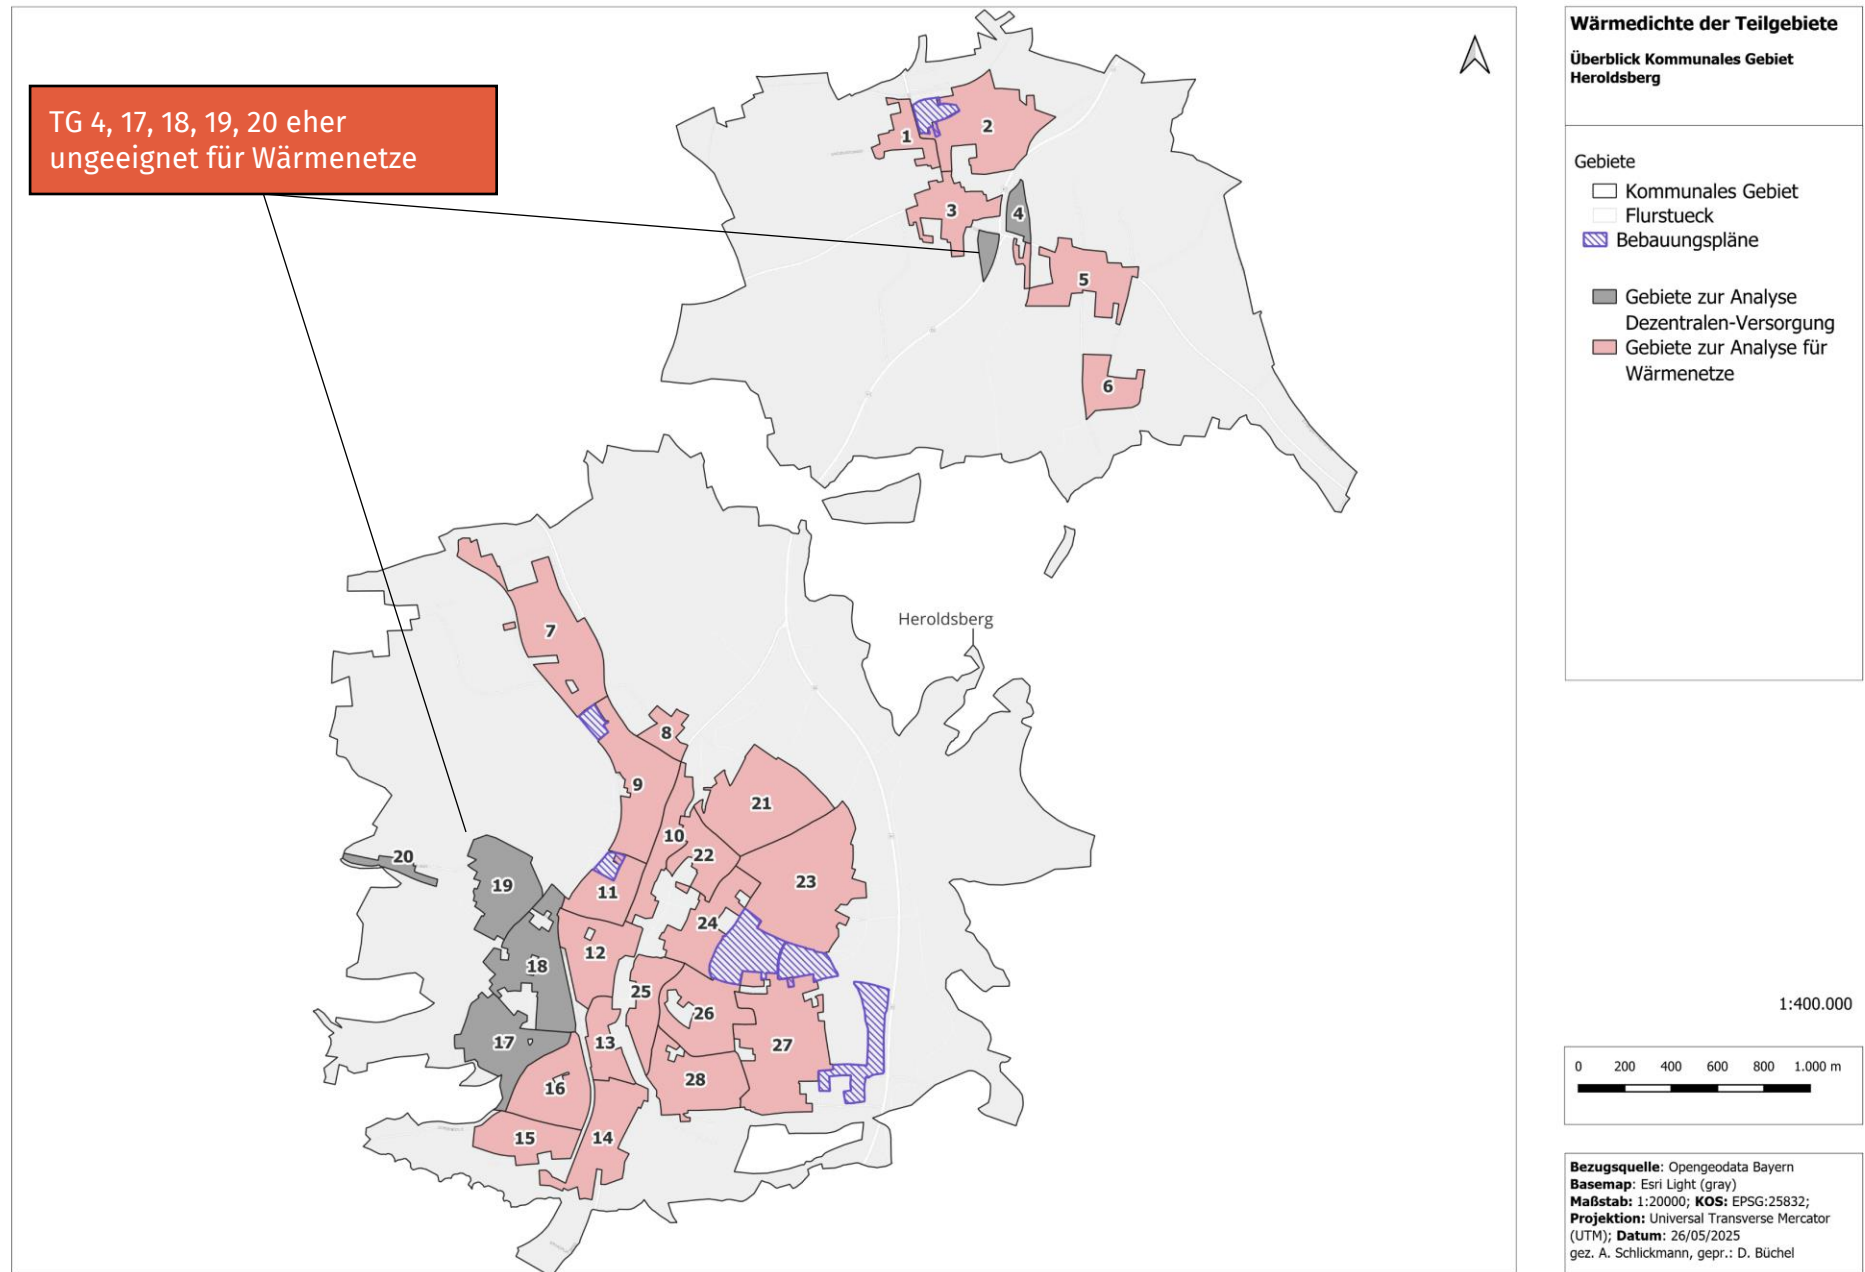 TG 4, 17, 18, 19, 20 eher
ungeeignet für Wärmenetze
1
2
3
4
5
6
7
Heroldsberg
8
9
10
21
22
20
19
11
23
24
12
18
25
26
13
17
27
28
16
15
14
Wärmedichte der Teilgebiete
Überblick Kommunales Gebiet
Heroldsberg
Gebiete
Kommunales Gebiet
Flurstueck
Bebauungspläne
Gebiete zur Analyse
Dezentralen-Versorgung
Gebiete zur Analyse für
Wärmenetze
1:400.000
0 200 400 600 800 1.000 m
Bezugsquelle: Opengeodata Bayern
Basemap: Esri Light (gray)
Maßstab: 1:20000; KOS: EPSG:25832;
Projektion: Universal Transverse Mercator
(UTM); Datum: 26/05/2025
gez. A. Schlickmann, gepr.: D. Büchel